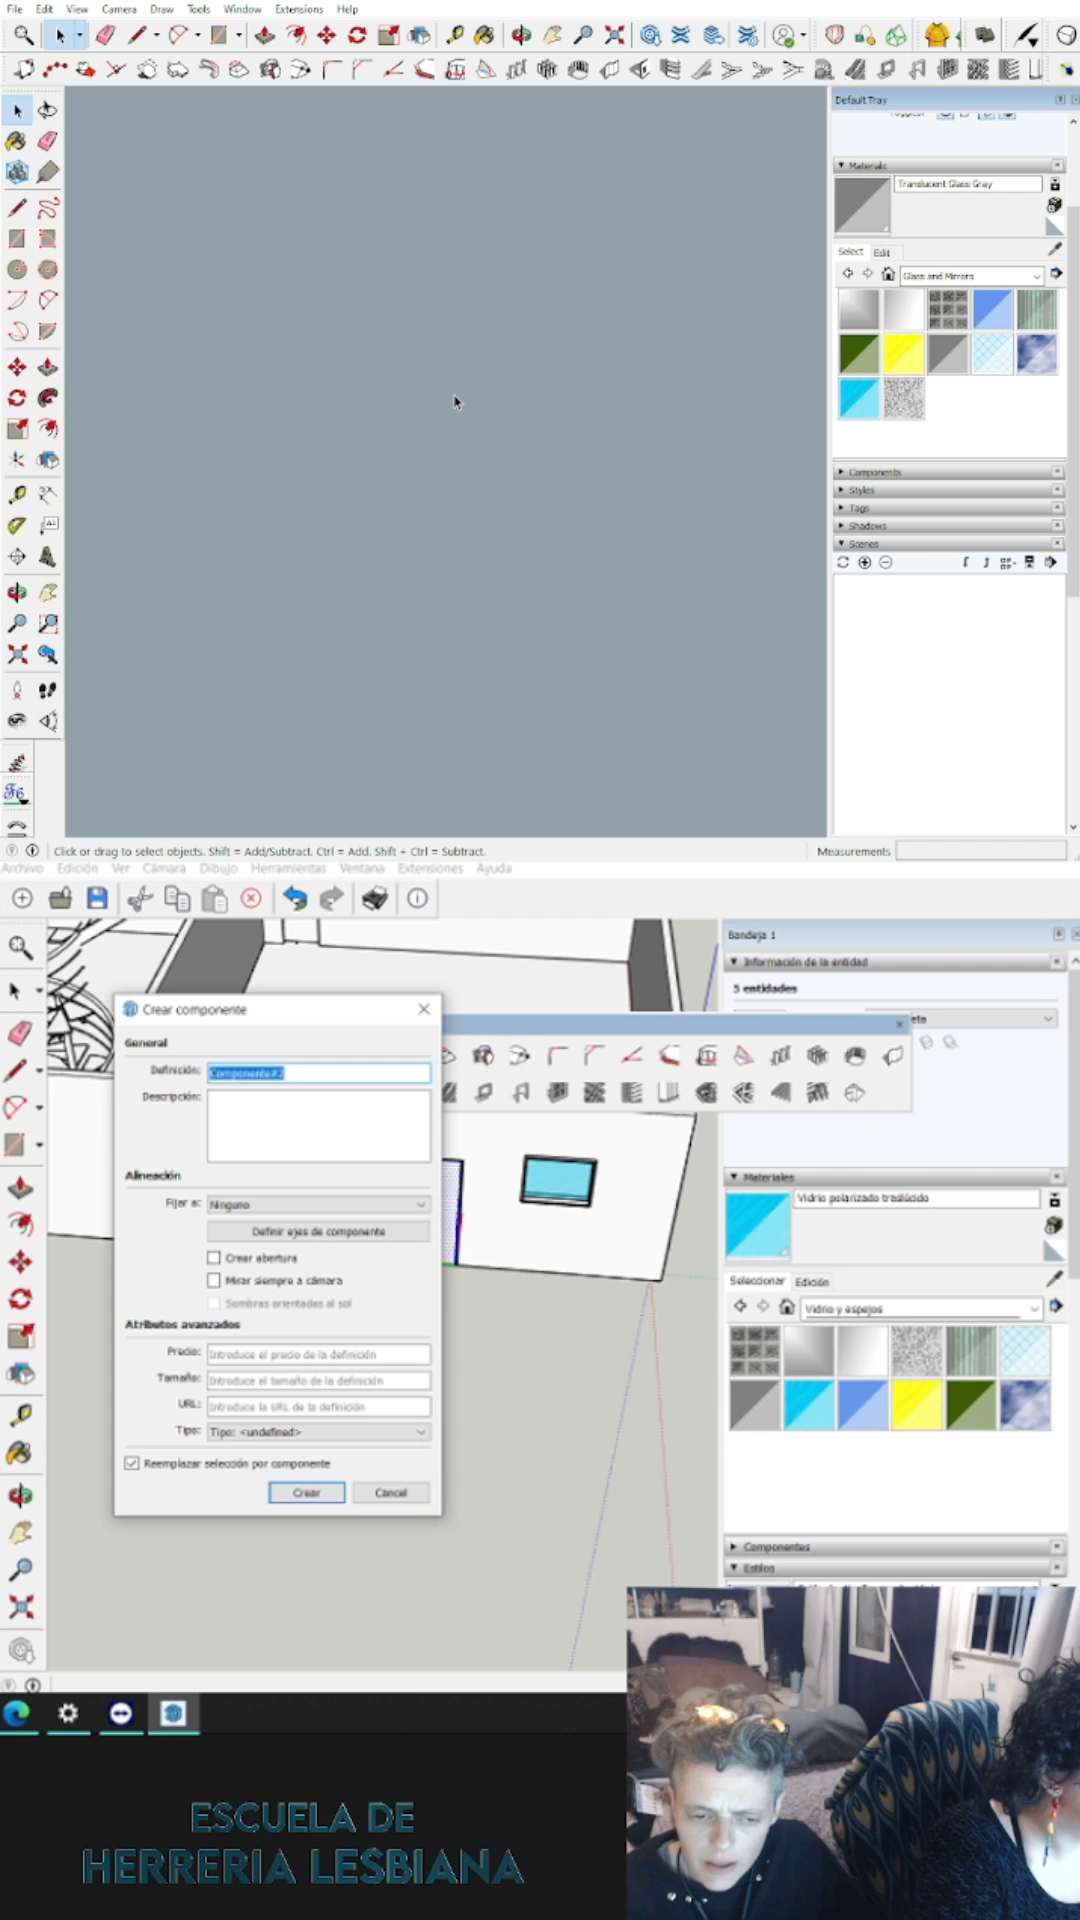 File Edit View Camera Draw Tools Window Extensions Help
Default Tray
Materials
Translucent Glass Gray
Select Edit
Glass and Mirrors
Components
Styles
Tags
Shadows
Scenes
Click or drag to select objects. Shift = Add/Subtract. Ctrl = Add. Shift + Ctrl = Subtract.
Measurements
Archivo Edición Ver Cámara Dibujo Herramientas Ventana Extensiones Ayuda
Bandeja 1
Información de la entidad
5 entidades
eta
Crear componente
General
Definición: Componente#2
Descripción:
Alineación
Fijar a: Ninguno
Definir ejes de componente
Crear abertura
Mirar siempre a cámara
Sombras orientadas al sol
Atributos avanzados
Precio: Introduce el precio de la definición
Tamaño: Introduce el tamaño de la definición
URL: Introduce la URL de la definición
Tipo: Tipo: <undefined>
Reemplazar selección por componente
Crear Cancel
Materiales
Vidrio polarizado traslúcido
Seleccionar Edición
Vidrio y espejos
Componentes
Estilos
ESCUELA DE
HERRERIA LESBIANA